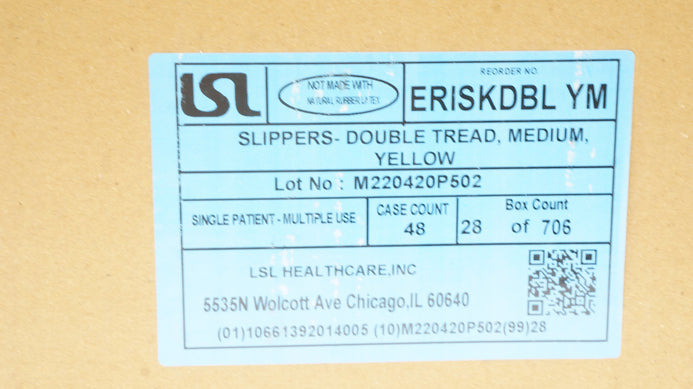 LSL
NOT MADE WITH
NATURAL RUBBER LATEX
REORDER NO.
ERISKDBL YM
SLIPPERS- DOUBLE TREAD, MEDIUM,
YELLOW
Lot No : M220420P502
SINGLE PATIENT - MULTIPLE USE
CASE COUNT
48
Box Count
28 of 706
LSL HEALTHCARE,INC
5535N Wolcott Ave Chicago,IL 60640
(01)10661392014005 (10)M220420P502(99)28